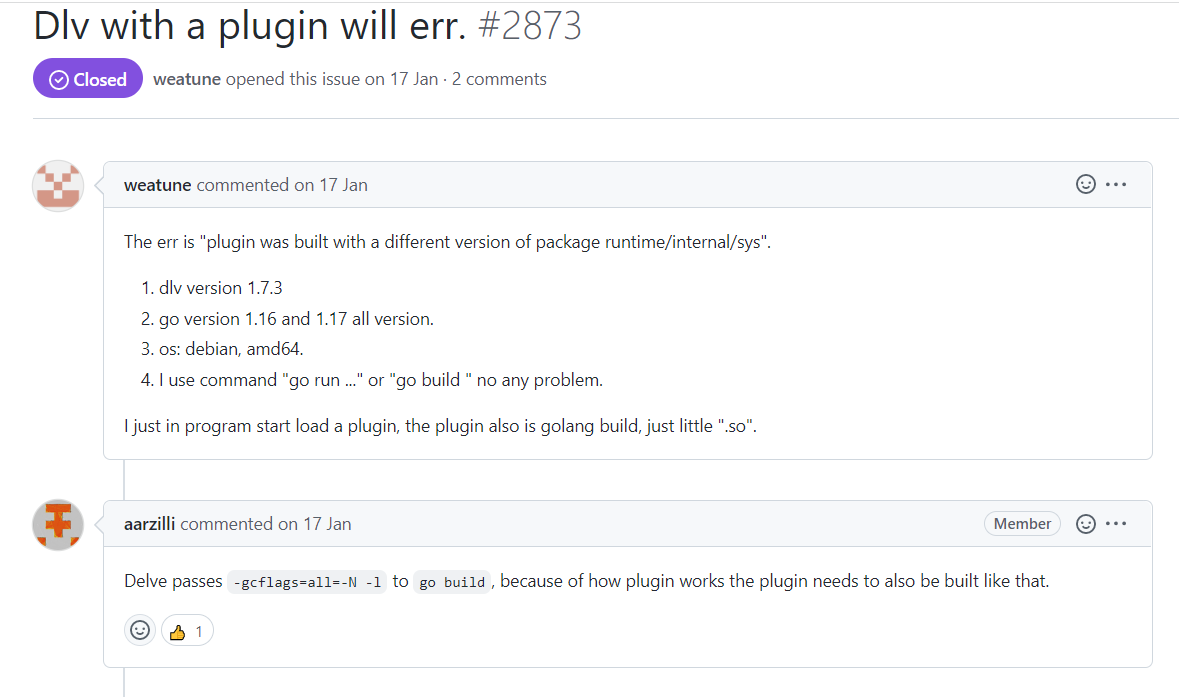 Dlv with a plugin will err. #2873
Closed weatune opened this issue on 17 Jan · 2 comments
weatune commented on 17 Jan
The err is "plugin was built with a different version of package runtime/internal/sys".
1. dlv version 1.7.3
2. go version 1.16 and 1.17 all version.
3. os: debian, amd64.
4. I use command "go run ..." or "go build " no any problem.
I just in program start load a plugin, the plugin also is golang build, just little ".so".
aarzilli commented on 17 Jan Member
Delve passes -gcflags=all=-N -l to go build, because of how plugin works the plugin needs to also be built like that.
👍 1